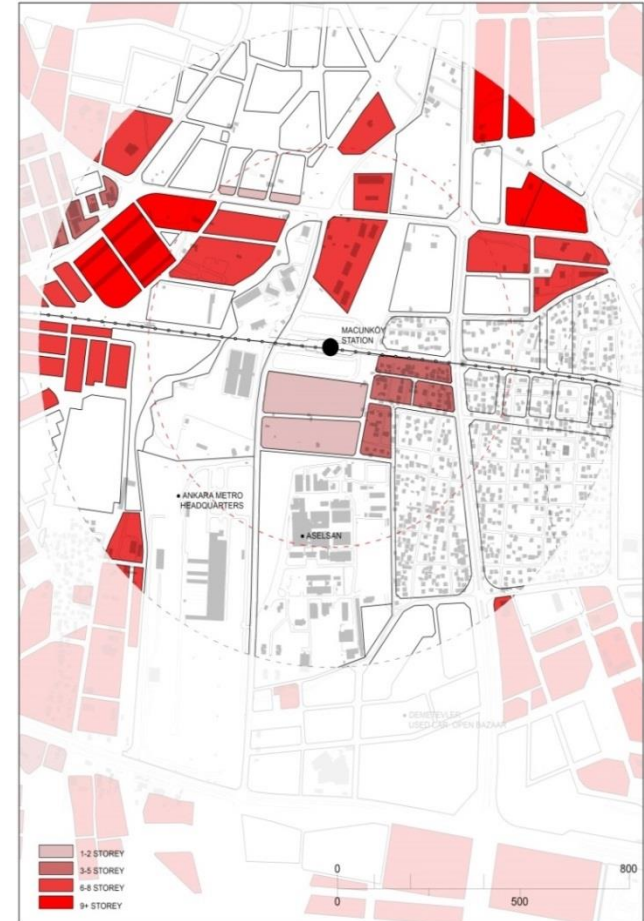 MACUNKÖY
STATION
• ANKARA METRO
HEADQUARTERS
• ASELSAN
• DEMETEVLER
USED CAR OPEN BAZAAR
1-2 STOREY
3-5 STOREY
6-8 STOREY
9+ STOREY
0
800
0
500